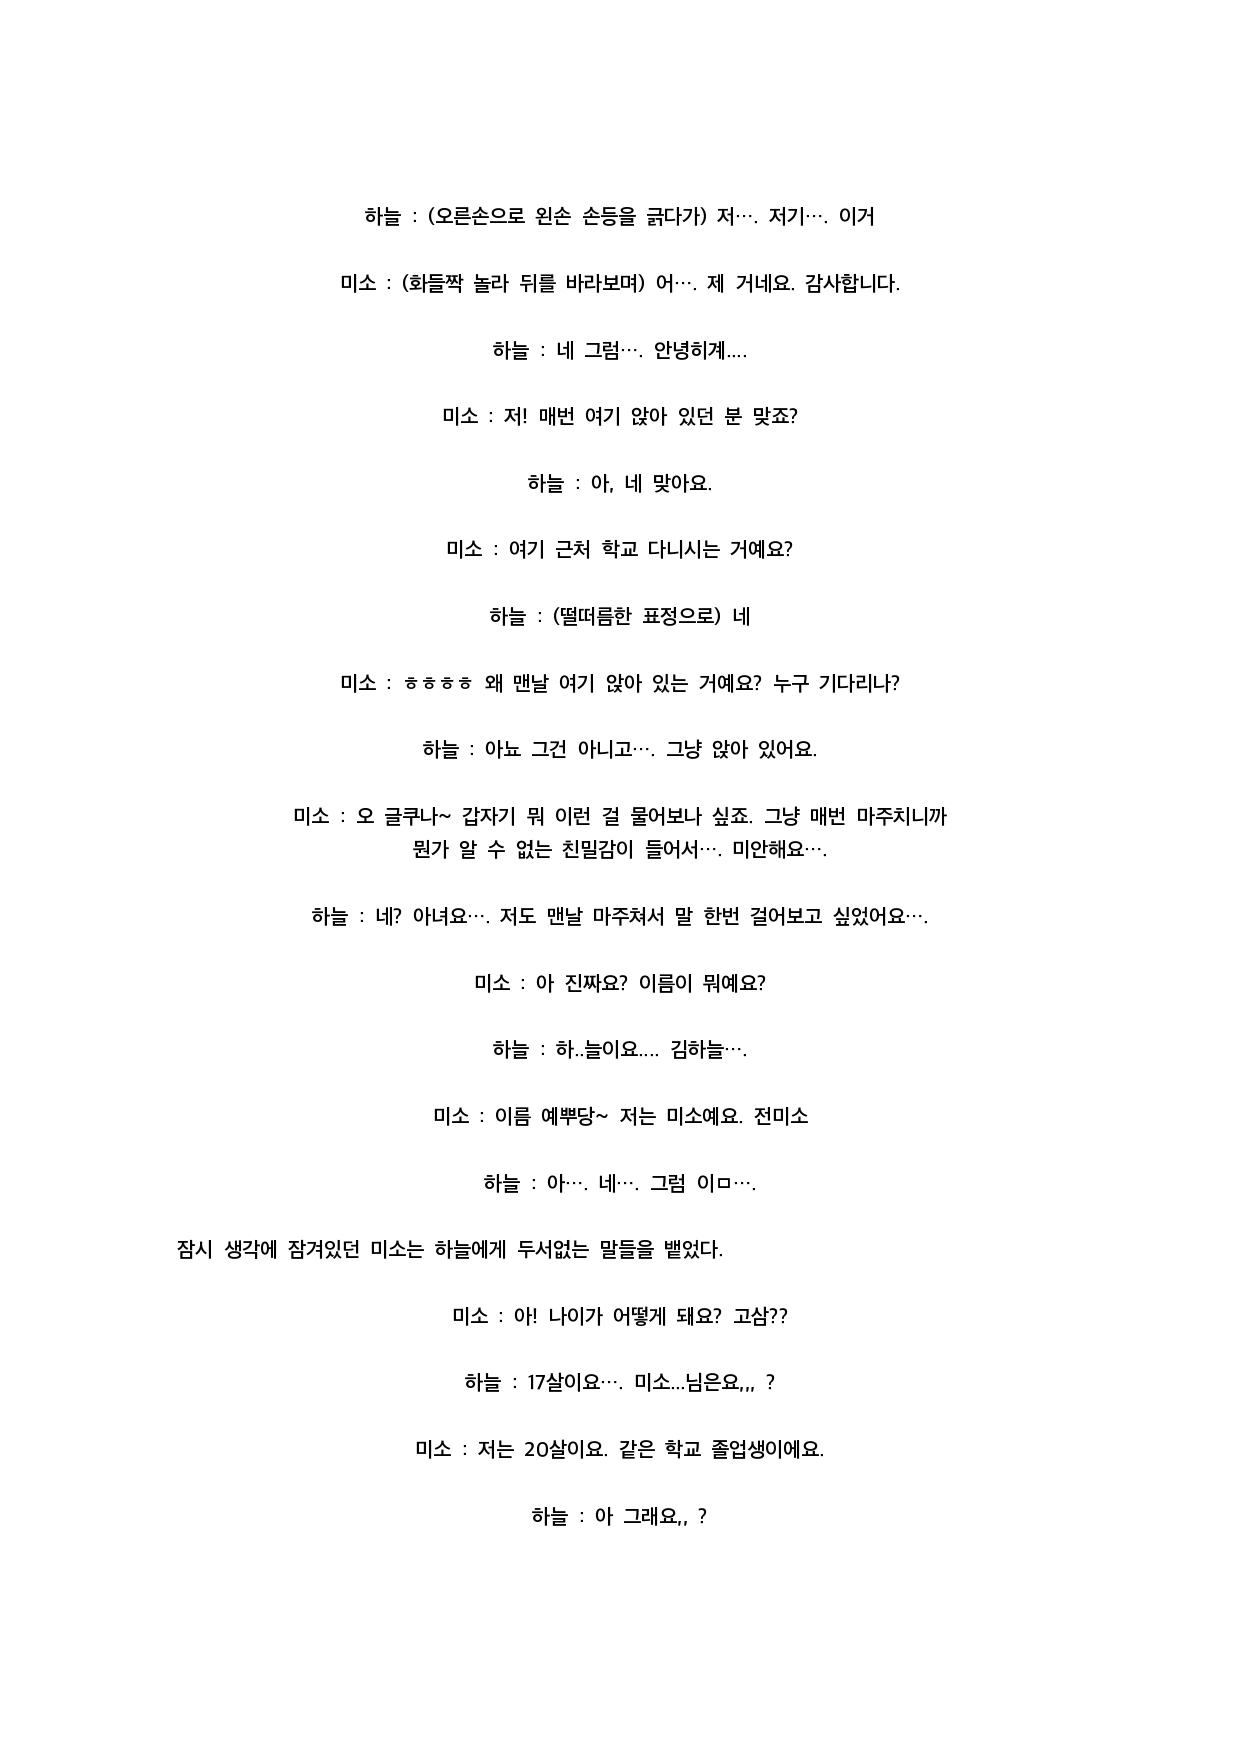 하늘 : (오른손으로 왼손 손등을 긁다가) 저…. 저기…. 이거
미소 : (화들짝 놀라 뒤를 바라보며) 어…. 제 거네요. 감사합니다.
하늘 : 네 그럼…. 안녕히계....
미소 : 저! 매번 여기 앉아 있던 분 맞죠?
하늘 : 아, 네 맞아요.
미소 : 여기 근처 학교 다니시는 거예요?
하늘 : (떨떠름한 표정으로) 네
미소 : ㅎㅎㅎㅎ 왜 맨날 여기 앉아 있는 거예요? 누구 기다리나?
하늘 : 아뇨 그건 아니고…. 그냥 앉아 있어요.
미소 : 오 글쿠나~ 갑자기 뭐 이런 걸 물어보나 싶죠. 그냥 매번 마주치니까
뭔가 알 수 없는 친밀감이 들어서…. 미안해요….
하늘 : 네? 아녀요…. 저도 맨날 마주쳐서 말 한번 걸어보고 싶었어요….
미소 : 아 진짜요? 이름이 뭐예요?
하늘 : 하..늘이요.... 김하늘….
미소 : 이름 예뿌당~ 저는 미소예요. 전미소
하늘 : 아…. 네…. 그럼 이ㅁ….
잠시 생각에 잠겨있던 미소는 하늘에게 두서없는 말들을 뱉었다.
미소 : 아! 나이가 어떻게 돼요? 고삼??
하늘 : 17살이요…. 미소...님은요,,, ?
미소 : 저는 20살이요. 같은 학교 졸업생이에요.
하늘 : 아 그래요,, ?